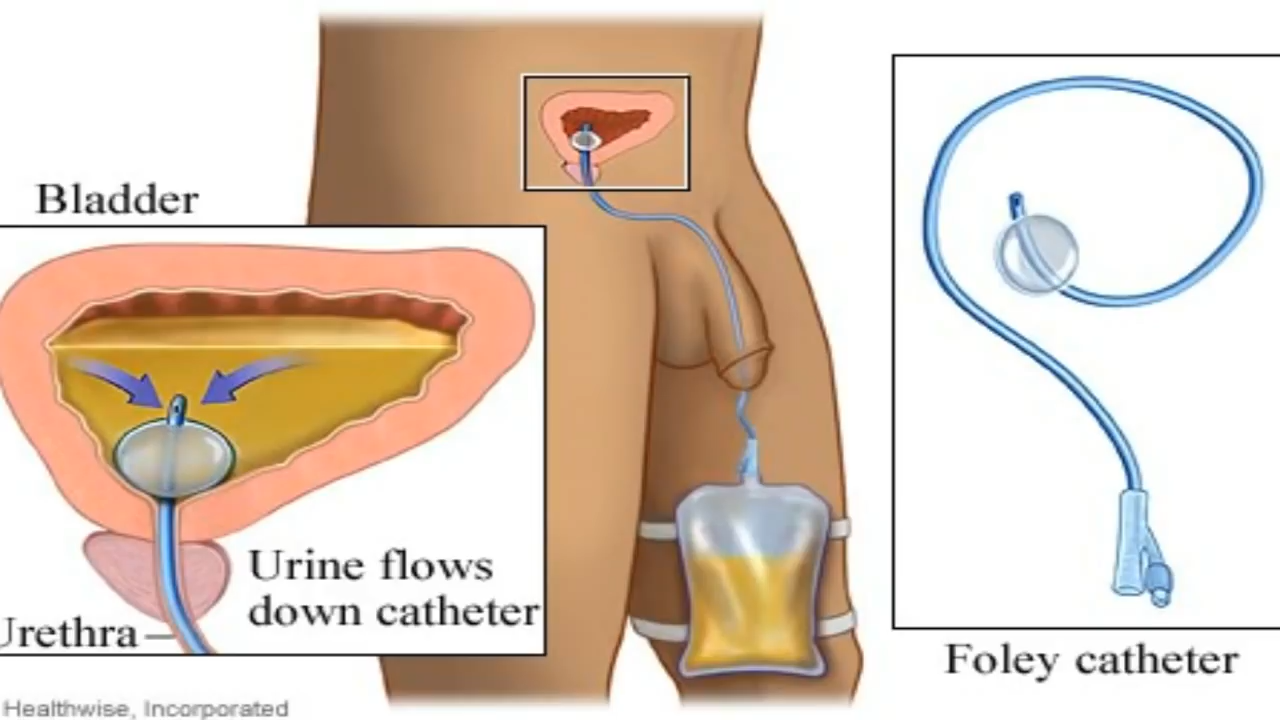 Bladder
Urine flows
down catheter
Urethra
Foley catheter
Healthwise, Incorporated